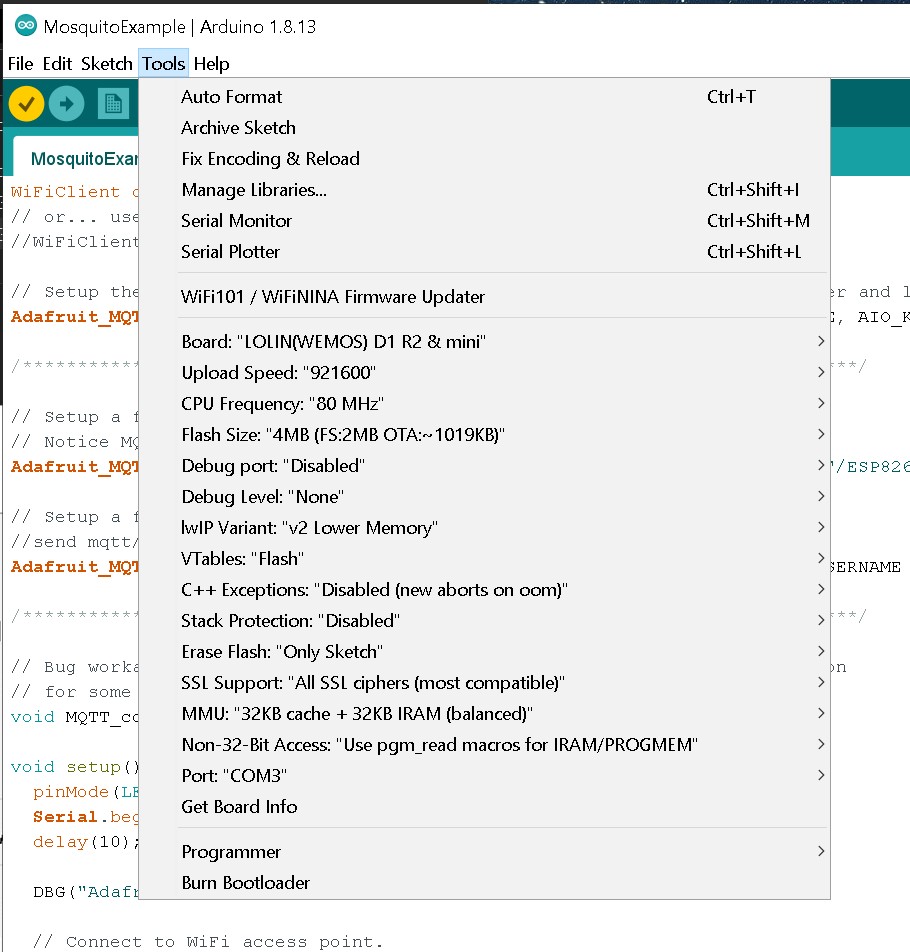 MosquitoExample | Arduino 1.8.13
File Edit Sketch Tools Help
Auto Format Ctrl+T
Archive Sketch
Fix Encoding & Reload
Manage Libraries... Ctrl+Shift+I
Serial Monitor Ctrl+Shift+M
Serial Plotter Ctrl+Shift+L
WiFi101 / WiFiNINA Firmware Updater
Board: "LOLIN(WEMOS) D1 R2 & mini"
Upload Speed: "921600"
CPU Frequency: "80 MHz"
Flash Size: "4MB (FS:2MB OTA:~1019KB)"
Debug port: "Disabled"
Debug Level: "None"
lwIP Variant: "v2 Lower Memory"
VTables: "Flash"
C++ Exceptions: "Disabled (new aborts on oom)"
Stack Protection: "Disabled"
Erase Flash: "Only Sketch"
SSL Support: "All SSL ciphers (most compatible)"
MMU: "32KB cache + 32KB IRAM (balanced)"
Non-32-Bit Access: "Use pgm_read macros for IRAM/PROGMEM"
Port: "COM3"
Get Board Info
Programmer
Burn Bootloader
MosquitoExar
WiFiClient
// or... use
//WiFiClient
// Setup the er and l
Adafruit_MQT , AIO_K
/*********** ***/
// Setup a f
// Notice MQ
Adafruit_MQT /ESP826
// Setup a f
//send mqtt/
Adafruit_MQT SERNAME
/*********** ***/
// Bug worka on
// for some
void MQTT_co
void setup()
pinMode(LE
Serial.beg
delay(10);
DBG("Adafr
// Connect to WiFi access point.